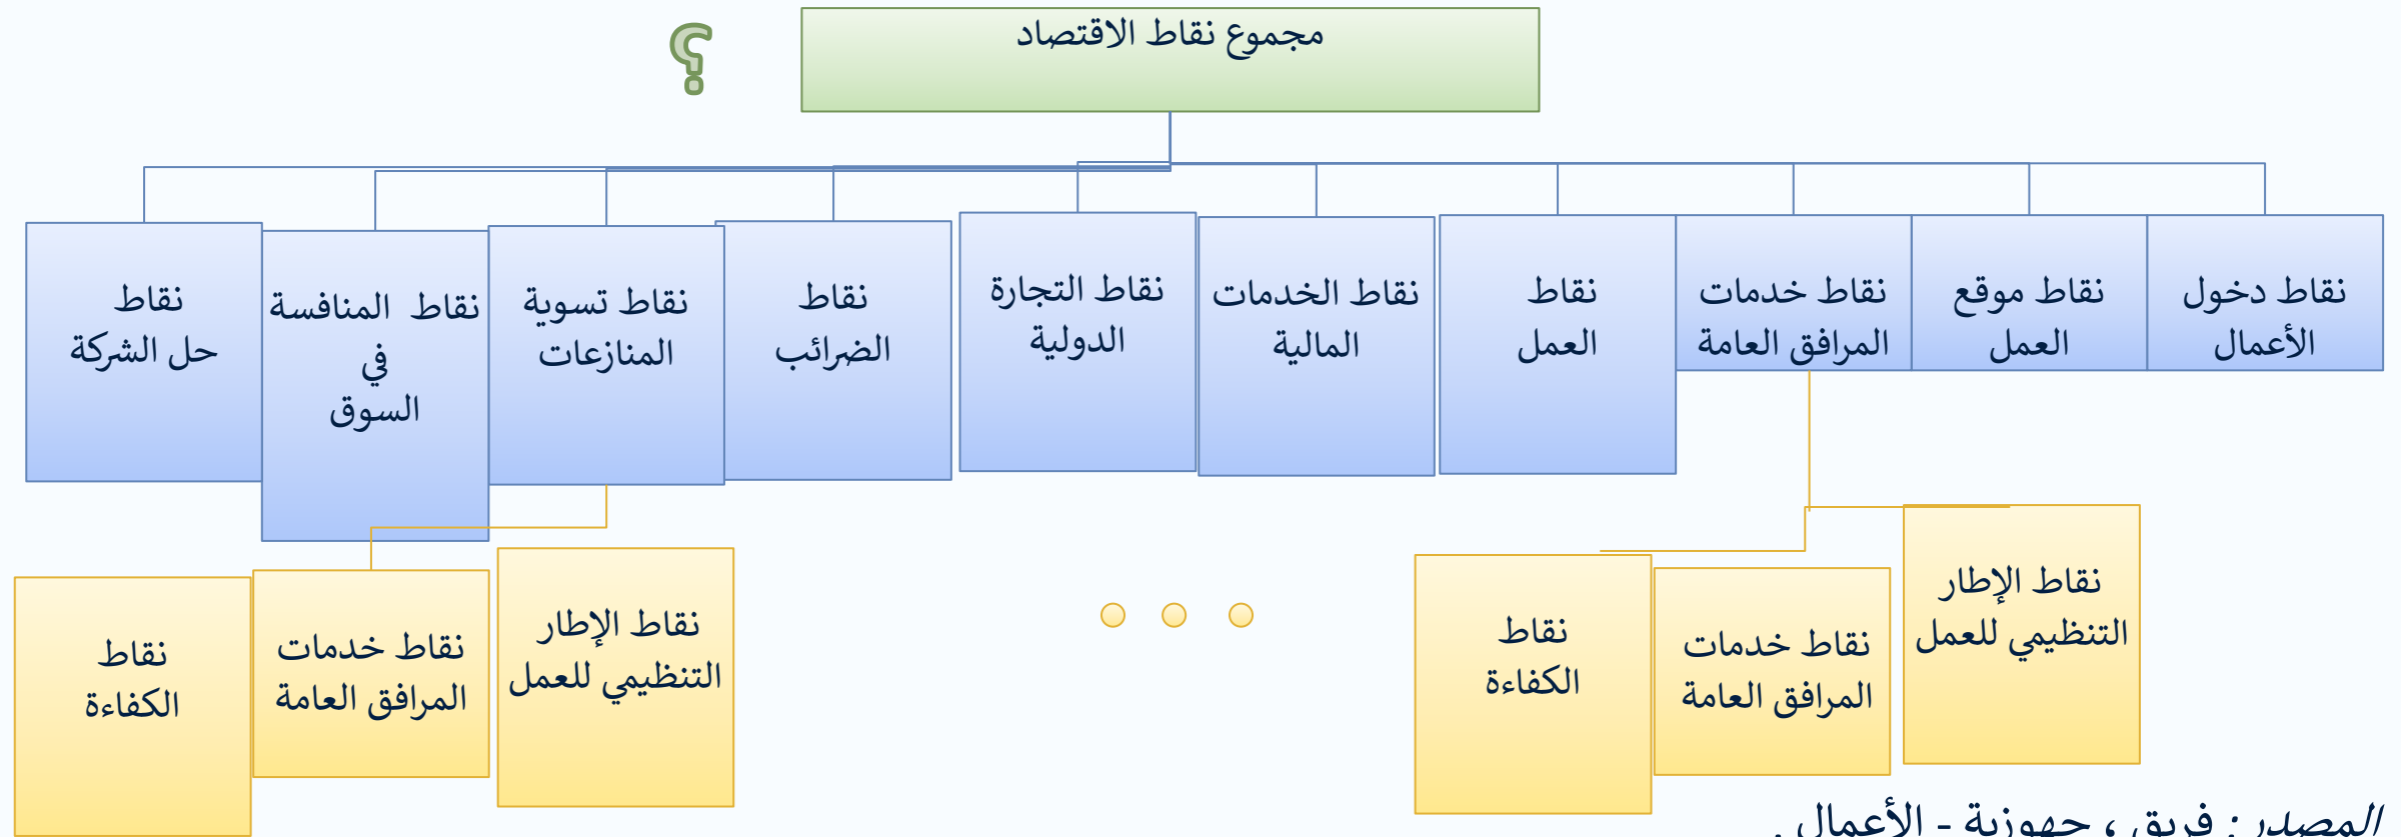 مجموع نقاط الاقتصاد
؟
نقاط دخول
الأعمال
نقاط موقع
العمل
نقاط خدمات
المرافق العامة
نقاط
العمل
نقاط الخدمات
المالية
نقاط التجارة
الدولية
نقاط
الضرائب
نقاط تسوية
المنازعات
نقاط المنافسة
في
السوق
نقاط
حل الشركة
نقاط الإطار
التنظيمي للعمل
نقاط خدمات
المرافق العامة
نقاط
الكفاءة
نقاط الإطار
التنظيمي للعمل
نقاط خدمات
المرافق العامة
نقاط
الكفاءة
المصدر: فريق ، جهوزية - الأعمال .